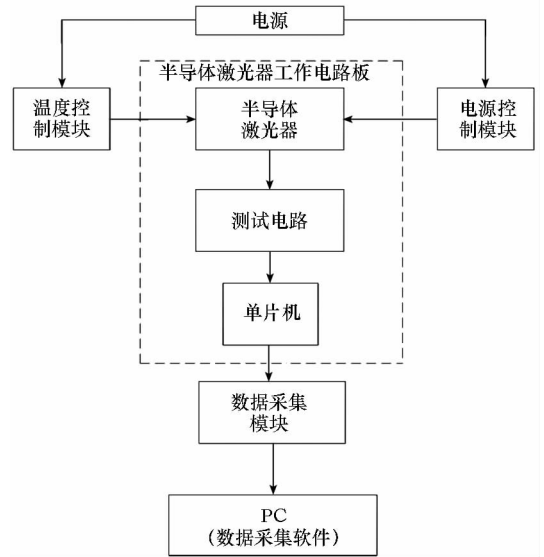 电源
半导体激光器工作电路板
温度控
制模块
半导体
激光器
电源控
制模块
测试电路
单片机
数据采集
模块
PC
（数据采集软件）